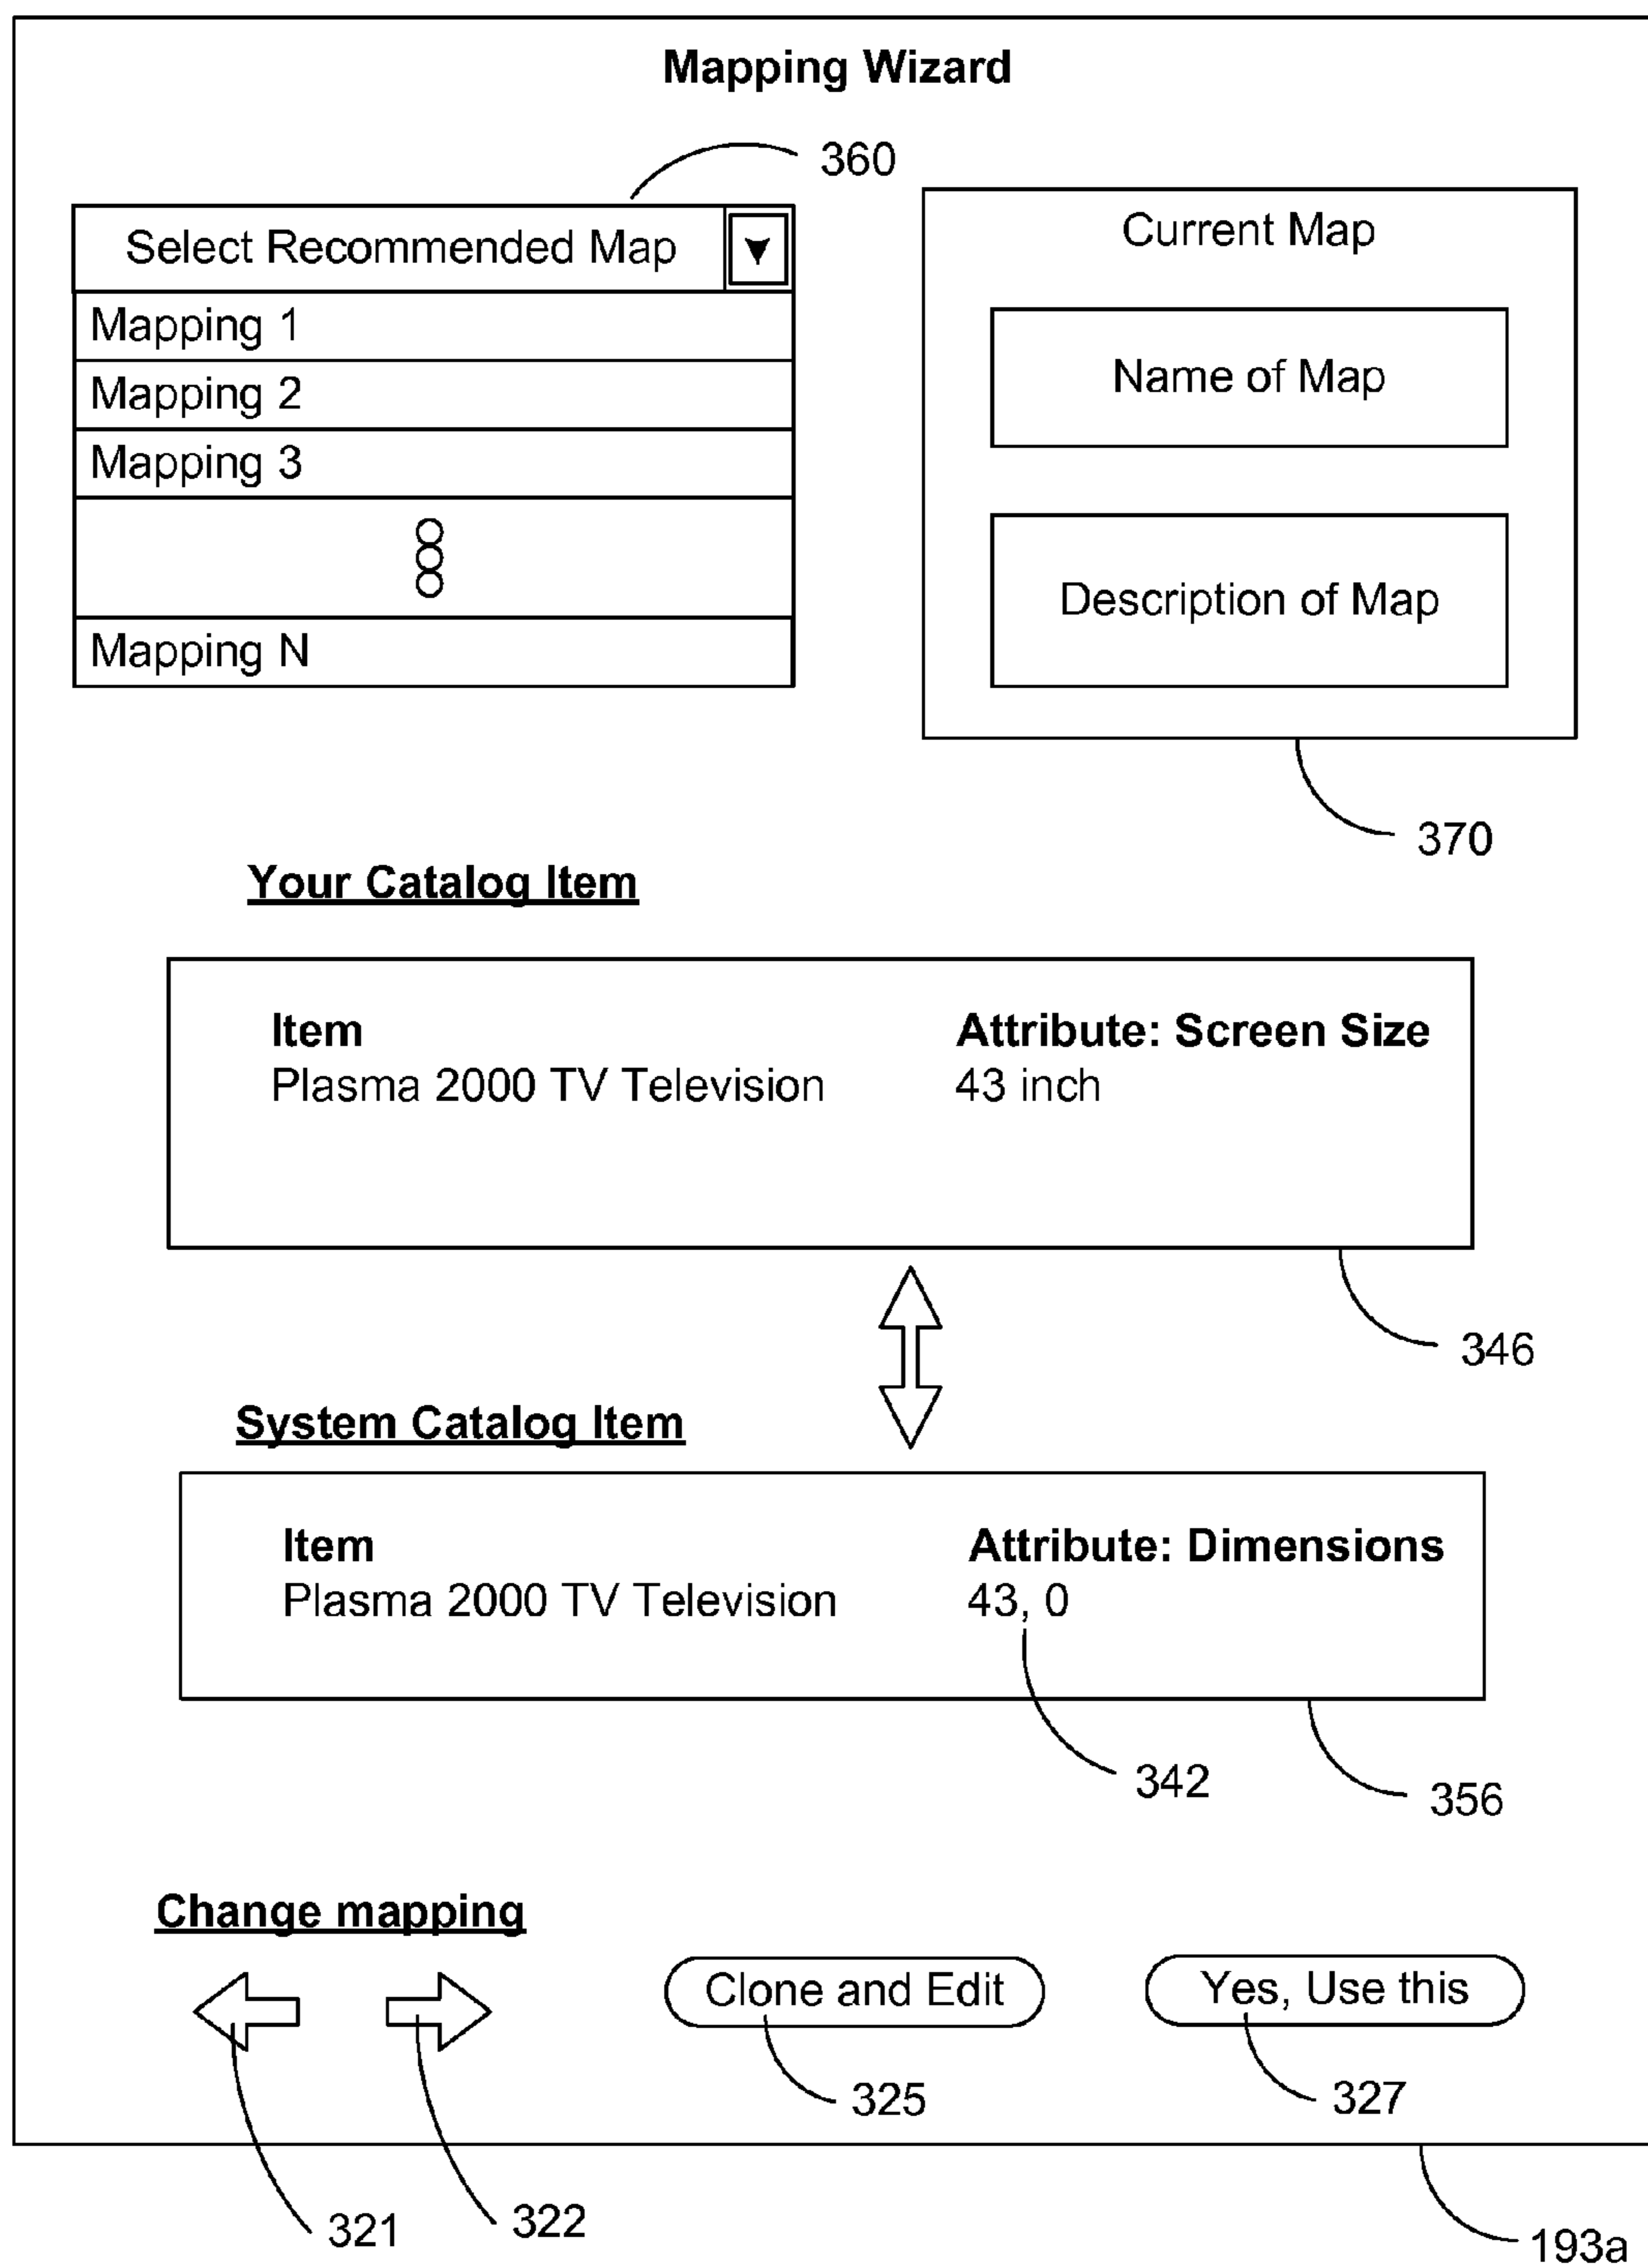 Mapping Wizard
360
Select Recommended Map
Mapping 1
Mapping 2
Mapping 3
Mapping N
Current Map
Name of Map
Description of Map
370
Your Catalog Item
Item Attribute: Screen Size
Plasma 2000 TV Television 43 inch
346
System Catalog Item
Item Attribute: Dimensions
Plasma 2000 TV Television 43, 0
342
356
Change mapping
Clone and Edit
Yes, Use this
325
327
321
322
193a